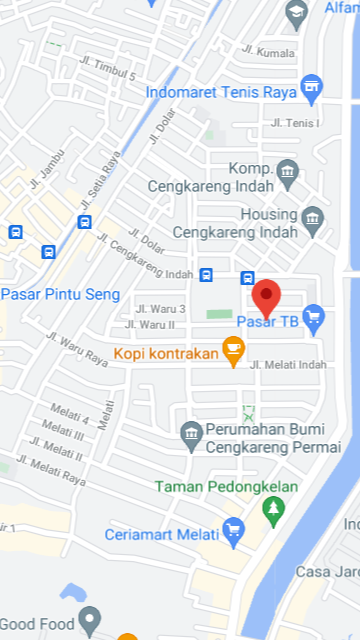 Alfam
Jl. Kumala
Jl. Timbul 5
Indomaret Tenis Raya
Jl. Tenis I
Jl. Dolar
Jl. Jambu
Jl. Setia Raya
Komp.
Cengkareng Indah
Housing
Cengkareng Indah
Jl. Dolar
Jl. Cengkareng Indah
Pasar Pintu Seng
Jl. Waru 3
Jl. Waru II
Pasar TB
Jl. Waru Raya
Kopi kontrakan
Jl. Melati Indah
Melati 4
Melati III
Jl. Melati II
Jl. Melati Raya
Melati
Perumahan Bumi
Cengkareng Permai
Taman Pedongkelan
Ceriamart Melati
Casa Jard
Good Food